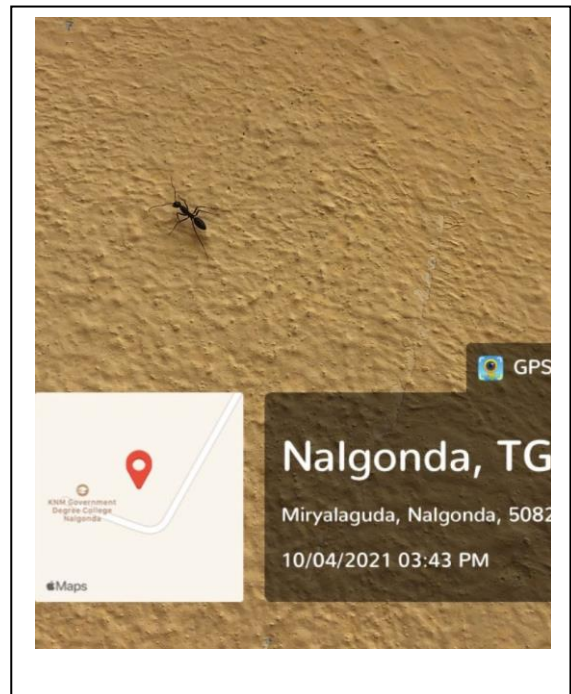 GPS
KNM Government
Degree College
Nalgonda
Maps
Nalgonda, TG
Miryalaguda, Nalgonda, 5082
10/04/2021 03:43 PM